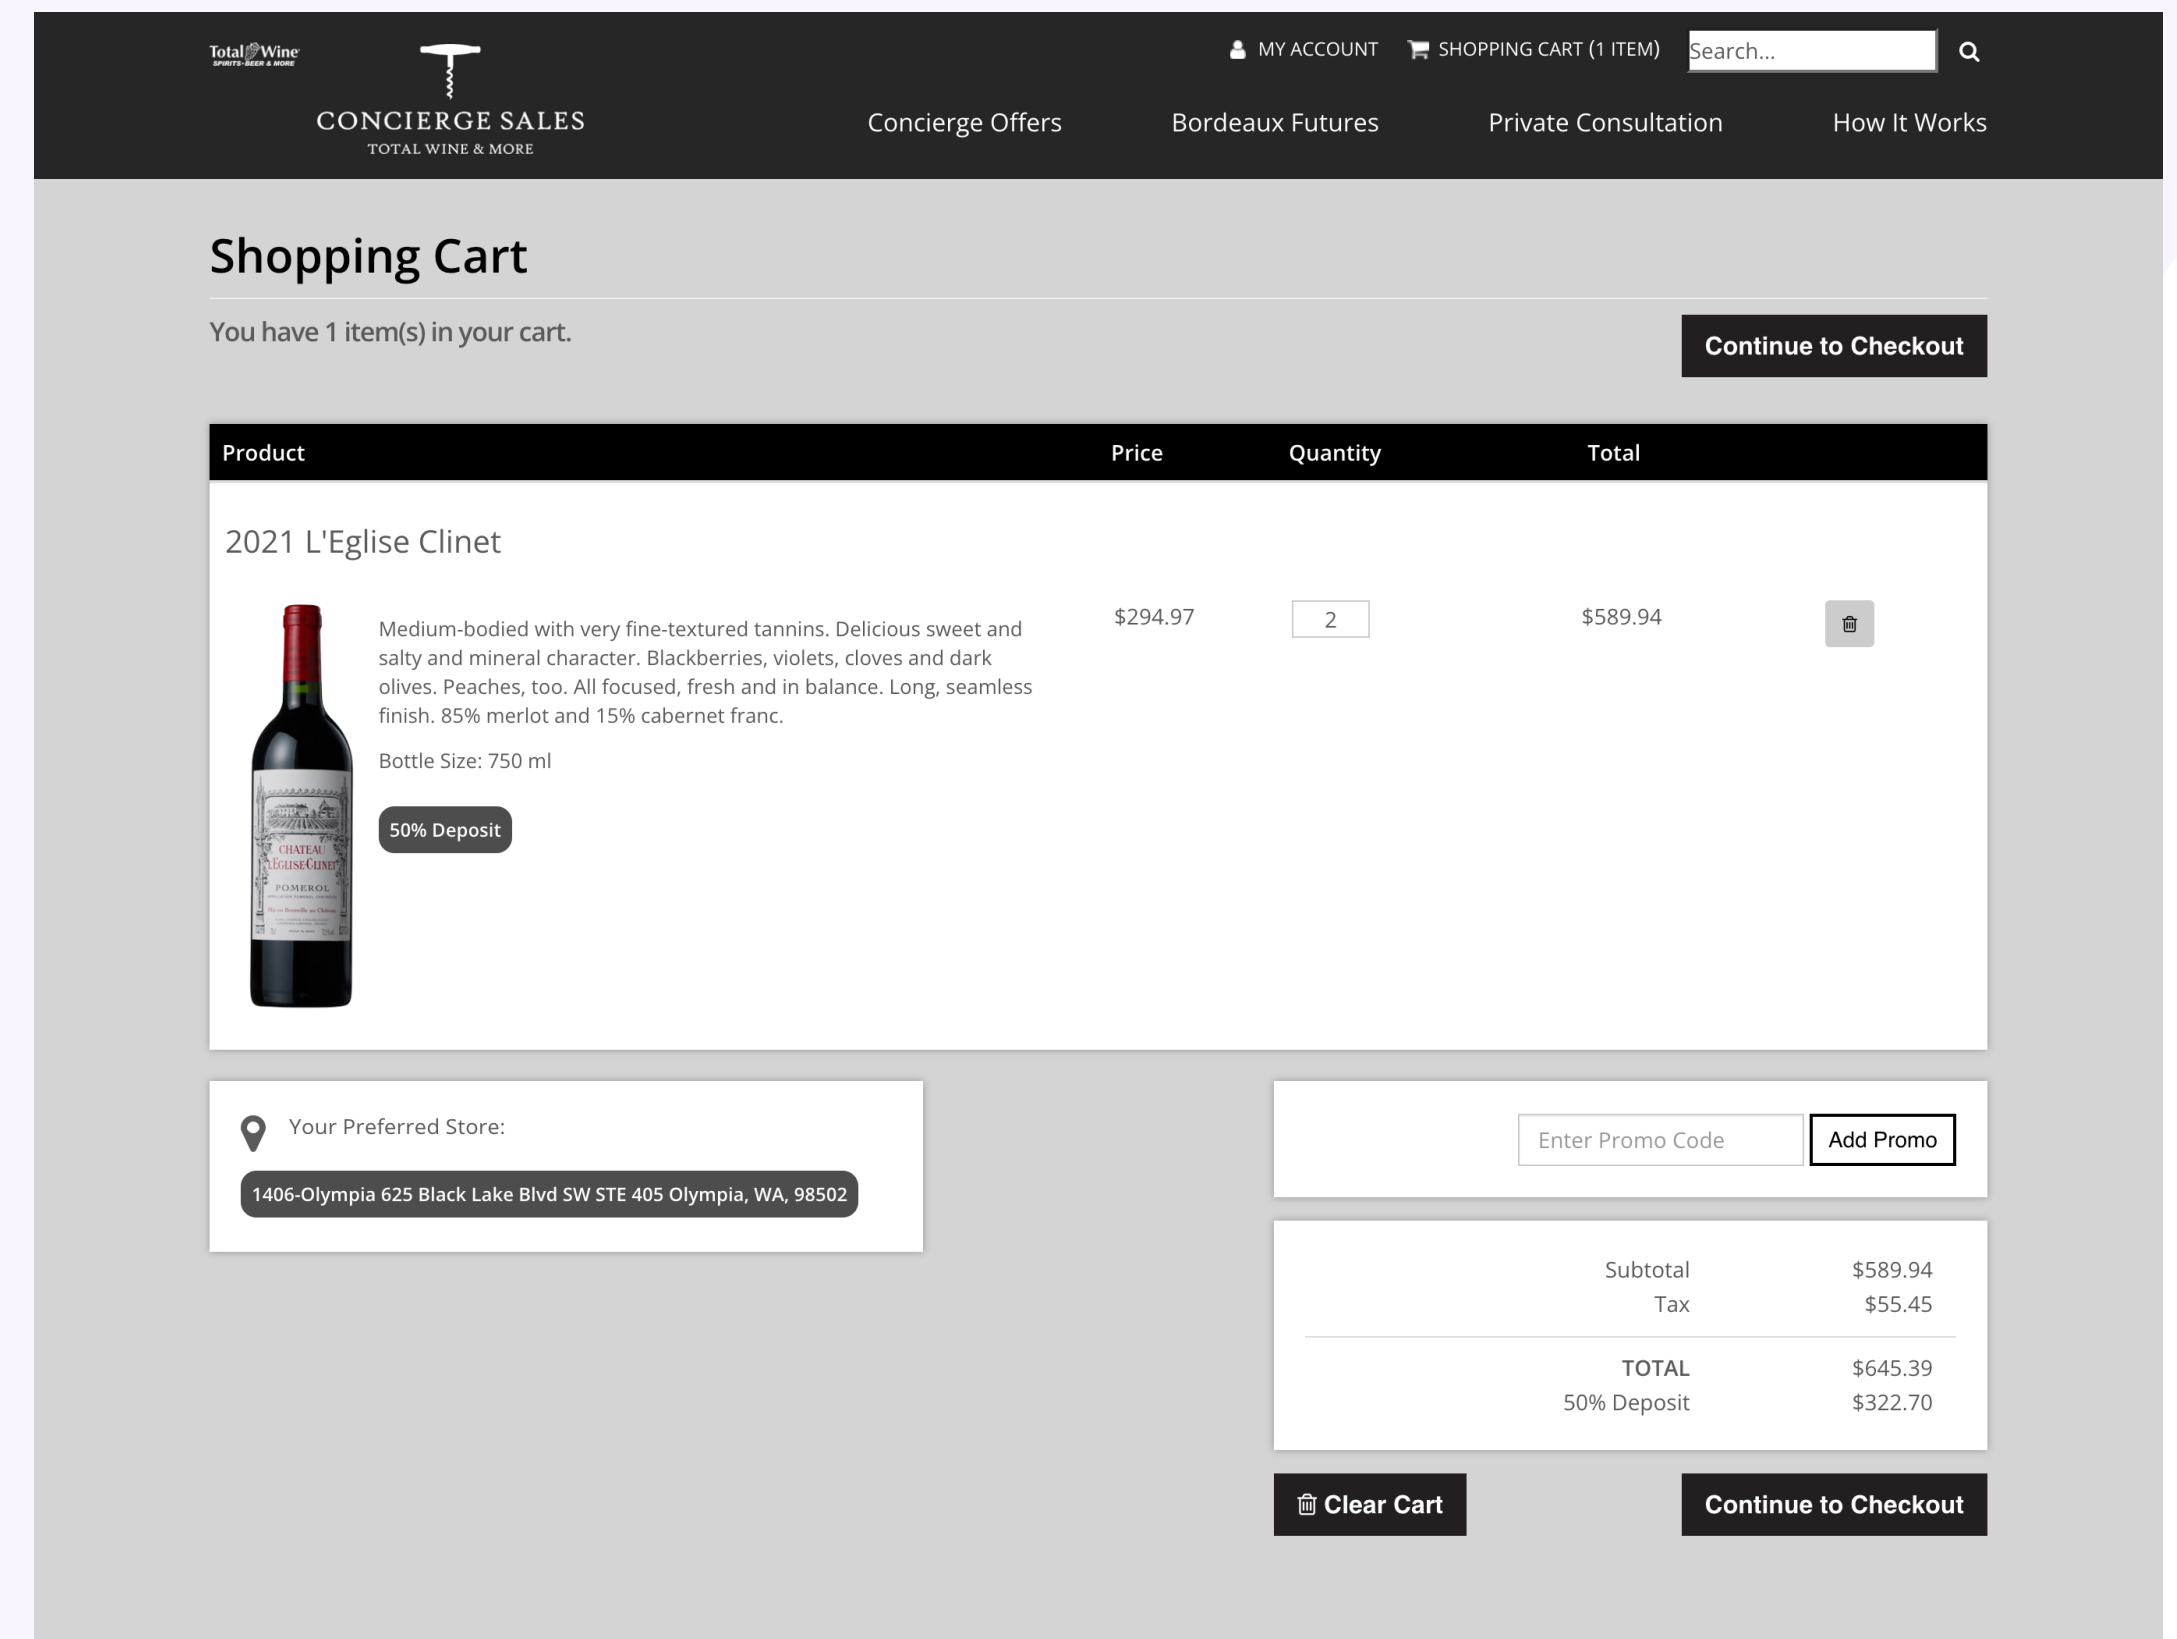 Total Wine
SPIRITS•BEER & MORE
CONCIERGE SALES
TOTAL WINE & MORE
MY ACCOUNT
SHOPPING CART (1 ITEM)
Search...
Concierge Offers
Bordeaux Futures
Private Consultation
How It Works
Shopping Cart
You have 1 item(s) in your cart.
Continue to Checkout
Product Price Quantity Total
2021 L'Eglise Clinet
Medium-bodied with very fine-textured tannins. Delicious sweet and
salty and mineral character. Blackberries, violets, cloves and dark
olives. Peaches, too. All focused, fresh and in balance. Long, seamless
finish. 85% merlot and 15% cabernet franc.
Bottle Size: 750 ml
50% Deposit
$294.97 2 $589.94
CHATEAU
L'EGLISE-CLINET
POMEROL
Your Preferred Store:
1406-Olympia 625 Black Lake Blvd SW STE 405 Olympia, WA, 98502
Enter Promo Code
Add Promo
Subtotal $589.94
Tax $55.45
TOTAL $645.39
50% Deposit $322.70
Clear Cart
Continue to Checkout